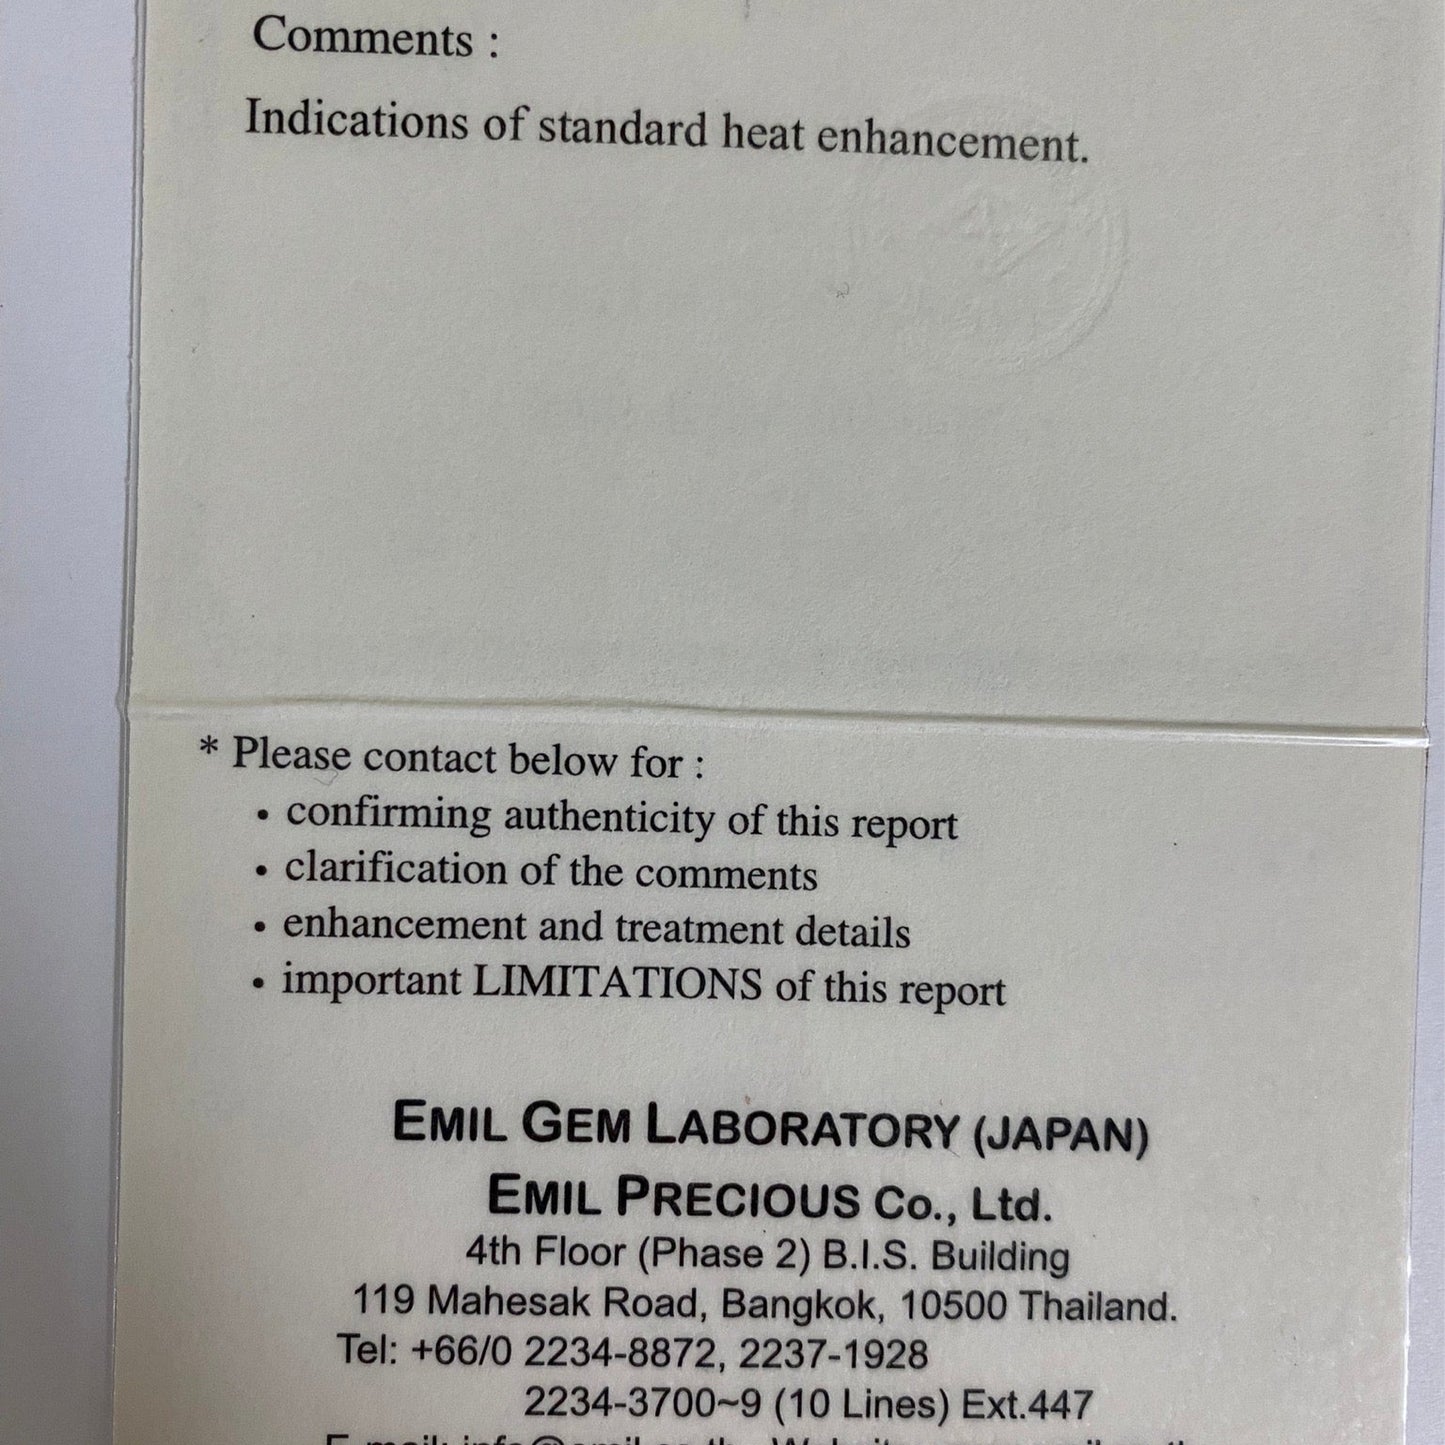 Comments :
Indications of standard heat enhancement.
* Please contact below for :
• confirming authenticity of this report
• clarification of the comments
• enhancement and treatment details
• important LIMITATIONS of this report
EMIL GEM LABORATORY (JAPAN)
EMIL PRECIOUS Co., Ltd.
4th Floor (Phase 2) B.I.S. Building
119 Mahesak Road, Bangkok, 10500 Thailand.
Tel: +66/0 2234-8872, 2237-1928
2234-3700~9 (10 Lines) Ext.447